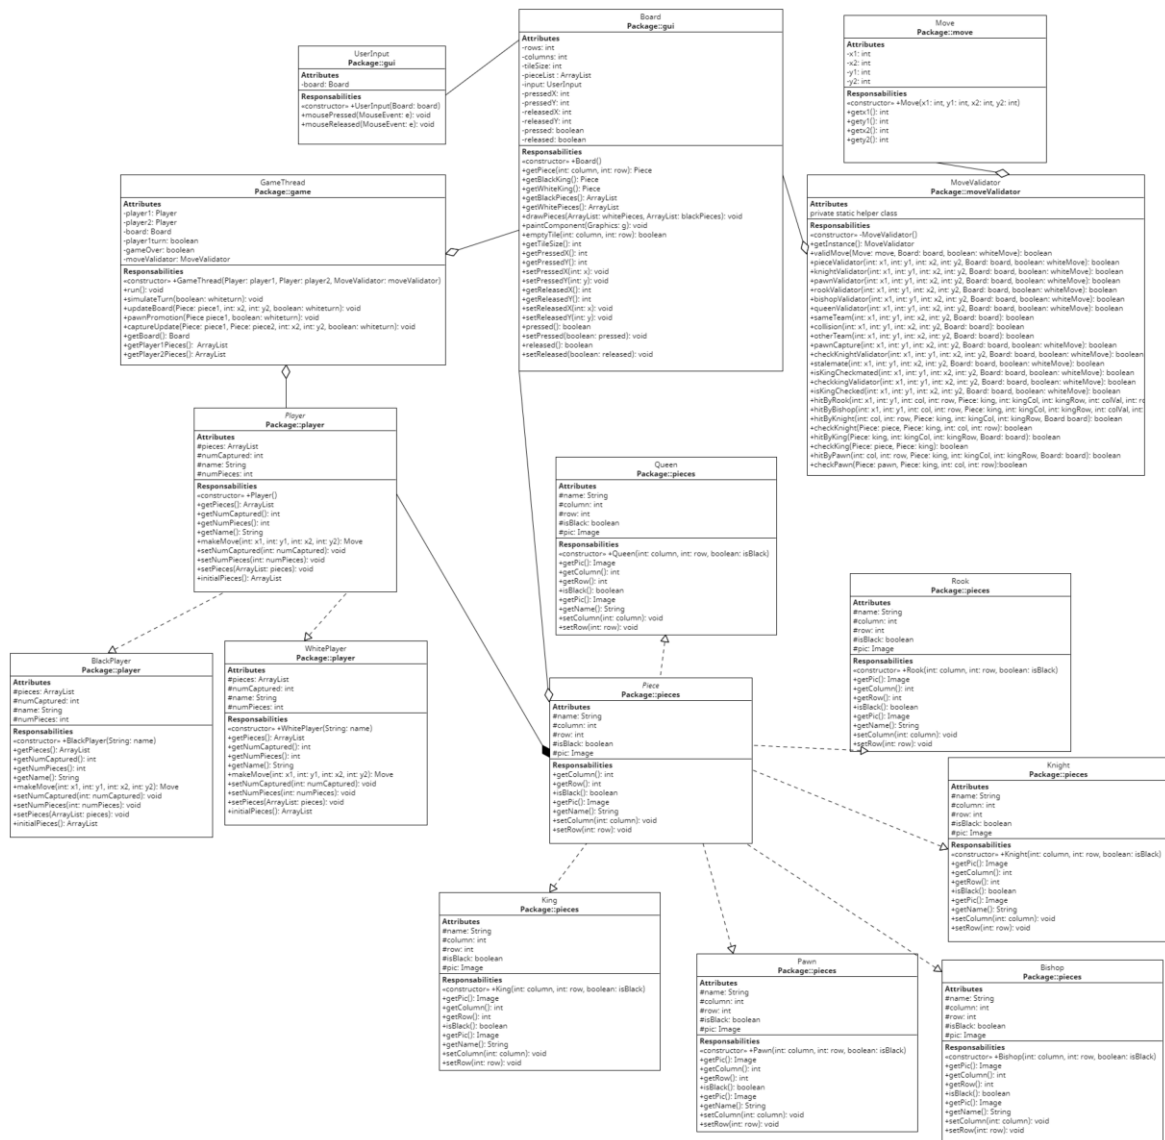 Board
Package::gui
Attributes
-rows: int
-columns: int
-tileSize: int
-pieceList : ArrayList
-input: UserInput
-pressedX: int
-pressedY: int
-releasedX: int
-releasedY: int
-pressed: boolean
-released: boolean
Responsabilities
«constructor» +Board()
+getPiece(int: column, int: row): Piece
+getBlackKing(): Piece
+getWhiteKing(): Piece
+getBlackPieces(): ArrayList
+getWhitePieces(): ArrayList
+drawPieces(ArrayList: whitePieces, ArrayList: blackPieces): void
+paintComponent(Graphics: g): void
+emptyTile(int: column, int: row): boolean
+getTileSize(): int
+getPressedX(): int
+getPressedY(): int
+setPressedX(int: x): void
+setPressedY(int: y): void
+getReleasedX(): int
+getReleasedY(): int
+setReleasedX(int: x): void
+setReleasedY(int: y): void
+pressed(): boolean
+setPressed(boolean: pressed): void
+released(): boolean
+setReleased(boolean: released): void
Move
Package::move
Attributes
-x1: int
-x2: int
-y1: int
-y2: int
Responsabilities
«constructor» +Move(x1: int, y1: int, x2: int, y2: int)
+getx1(): int
+gety1(): int
+getx2(): int
+gety2(): int
UserInput
Package::gui
Attributes
-board: Board
Responsabilities
«constructor» +UserInput(Board: board)
+mousePressed(MouseEvent: e): void
+mouseReleased(MouseEvent: e): void
GameThread
Package::game
Attributes
-player1: Player
-player2: Player
-board: Board
-player1turn: boolean
-gameOver: boolean
-moveValidator: MoveValidator
Responsabilities
«constructor» +GameThread(Player: player1, Player: player2, MoveValidator: moveValidator)
+run(): void
+simulateTurn(boolean: whiteturn): void
+updateBoard(Piece: piece1, int: x2, int: y2, boolean: whiteturn): void
+pawnPromotion(Piece piece1, boolean: whiteturn): void
+captureUpdate(Piece: piece1, Piece: piece2, int: x2, int: y2, boolean: whiteturn): void
+getBoard(): Board
+getPlayer1Pieces(): ArrayList
+getPlayer2Pieces(): ArrayList
MoveValidator
Package::moveValidator
Attributes
private static helper class
Responsabilities
«constructor» -MoveValidator()
+getInstance(): MoveValidator
+validMove(Move: move, Board: board, boolean: whiteMove): boolean
+pieceValidator(int: x1, int: y1, int: x2, int: y2, Board: board, boolean: whiteMove): boolean
+knightValidator(int: x1, int: y1, int: x2, int: y2, Board: board, boolean: whiteMove): boolean
+pawnValidator(int: x1, int: y1, int: x2, int: y2, Board: board, boolean: whiteMove): boolean
+rookValidator(int: x1, int: y1, int: x2, int: y2, Board: board, boolean: whiteMove): boolean
+bishopValidator(int: x1, int: y1, int: x2, int: y2, Board: board, boolean: whiteMove): boolean
+queenValidator(int: x1, int: y1, int: x2, int: y2, Board: board, boolean: whiteMove): boolean
+sameTeam(int: x1, int: y1, int: x2, int: y2, Board: board): boolean
+collision(int: x1, int: y1, int: x2, int: y2, Board: board): boolean
+otherTeam(int: x1, int: y1, int: x2, int: y2, Board: board): boolean
+pawnCapture(int: x1, int: y1, int: x2, int: y2, Board: board, boolean: whiteMove): boolean
+checkKnightValidator(int: x1, int: y1, int: x2, int: y2, Board: board, boolean: whiteMove): boolean
+stalemate(int: x1, int: y1, int: x2, int: y2, Board: board, boolean: whiteMove): boolean
+isKingCheckmated(int: x1, int: y1, int: x2, int: y2, Board: board, boolean: whiteMove): boolean
+checkkingValidator(int: x1, int: y1, int: x2, int: y2, Board: board, boolean: whiteMove): boolean
+isKingChecked(int: x1, int: y1, int: x2, int: y2, Board: board, boolean: whiteMove): boolean
+hitByRook(int: x1, int: y1, int: col, int: row, Piece: king, int: kingCol, int: kingRow, int: colVal, int: rc
+hitByBishop(int: x1, int: y1, int: col, int: row, Piece: king, int: kingCol, int: kingRow, int: colVal, int:
+hitByKnight(int: col, int: row, Piece: king, int: kingCol, int: kingRow, Board board): boolean
+checkKnight(Piece: piece, Piece: king, int: col, int: row): boolean
+hitByKing(Piece: king, int: kingCol, int: kingRow, Board: board): boolean
+checkKing(Piece: piece, Piece: king): boolean
+hitByPawn(int: col, int: row, Piece: king, int: kingCol, int: kingRow, Board: board): boolean
+checkPawn(Piece: pawn, Piece: king, int: col, int: row):boolean
Player
Package::player
Attributes
#pieces: ArrayList
#numCaptured: int
#name: String
#numPieces: int
Responsabilities
«constructor» +Player()
+getPieces(): ArrayList
+getNumCaptured(): int
+getNumPieces(): int
+getName(): String
+makeMove(int: x1, int: y1, int: x2, int: y2): Move
+setNumCaptured(int: numCaptured): void
+setNumPieces(int: numPieces): void
+setPieces(ArrayList: pieces): void
+initialPieces(): ArrayList
Queen
Package::pieces
Attributes
#name: String
#column: int
#row: int
#isBlack: boolean
#pic: Image
Responsabilities
«constructor» +Queen(int: column, int: row, boolean: isBlack)
+getPic(): Image
+getColumn(): int
+getRow(): int
+isBlack(): boolean
+getPic(): Image
+getName(): String
+setColumn(int: column): void
+setRow(int: row): void
Rook
Package::pieces
Attributes
#name: String
#column: int
#row: int
#isBlack: boolean
#pic: Image
Responsabilities
«constructor» +Rook(int: column, int: row, boolean: isBlack)
+getPic(): Image
+getColumn(): int
+getRow(): int
+isBlack(): boolean
+getPic(): Image
+getName(): String
+setColumn(int: column): void
+setRow(int: row): void
BlackPlayer
Package::player
Attributes
#pieces: ArrayList
#numCaptured: int
#name: String
#numPieces: int
Responsabilities
«constructor» +BlackPlayer(String: name)
+getPieces(): ArrayList
+getNumCaptured(): int
+getNumPieces(): int
+getName(): String
+makeMove(int: x1, int: y1, int: x2, int: y2): Move
+setNumCaptured(int: numCaptured): void
+setNumPieces(int: numPieces): void
+setPieces(ArrayList: pieces): void
+initialPieces(): ArrayList
WhitePlayer
Package::player
Attributes
#pieces: ArrayList
#numCaptured: int
#name: String
#numPieces: int
Responsabilities
«constructor» +WhitePlayer(String: name)
+getPieces(): ArrayList
+getNumCaptured(): int
+getNumPieces(): int
+getName(): String
+makeMove(int: x1, int: y1, int: x2, int: y2): Move
+setNumCaptured(int: numCaptured): void
+setNumPieces(int: numPieces): void
+setPieces(ArrayList: pieces): void
+initialPieces(): ArrayList
Piece
Package::pieces
Attributes
#name: String
#column: int
#row: int
#isBlack: boolean
#pic: Image
Responsabilities
+getColumn(): int
+getRow(): int
+isBlack(): boolean
+getPic(): Image
+getName(): String
+setColumn(int: column): void
+setRow(int: row): void
Knight
Package::pieces
Attributes
#name: String
#column: int
#row: int
#isBlack: boolean
#pic: Image
Responsabilities
«constructor» +Knight(int: column, int: row, boolean: isBlack)
+getPic(): Image
+getColumn(): int
+getRow(): int
+isBlack(): boolean
+getPic(): Image
+getName(): String
+setColumn(int: column): void
+setRow(int: row): void
King
Package::pieces
Attributes
#name: String
#column: int
#row: int
#isBlack: boolean
#pic: Image
Responsabilities
«constructor» +King(int: column, int: row, boolean: isBlack)
+getPic(): Image
+getColumn(): int
+getRow(): int
+isBlack(): boolean
+getPic(): Image
+getName(): String
+setColumn(int: column): void
+setRow(int: row): void
Pawn
Package::pieces
Attributes
#name: String
#column: int
#row: int
#isBlack: boolean
#pic: Image
Responsabilities
«constructor» +Pawn(int: column, int: row, boolean: isBlack)
+getPic(): Image
+getColumn(): int
+getRow(): int
+isBlack(): boolean
+getPic(): Image
+getName(): String
+setColumn(int: column): void
+setRow(int: row): void
Bishop
Package::pieces
Attributes
#name: String
#column: int
#row: int
#isBlack: boolean
#pic: Image
Responsabilities
«constructor» +Bishop(int: column, int: row, boolean: isBlack)
+getPic(): Image
+getColumn(): int
+getRow(): int
+isBlack(): boolean
+getPic(): Image
+getName(): String
+setColumn(int: column): void
+setRow(int: row): void